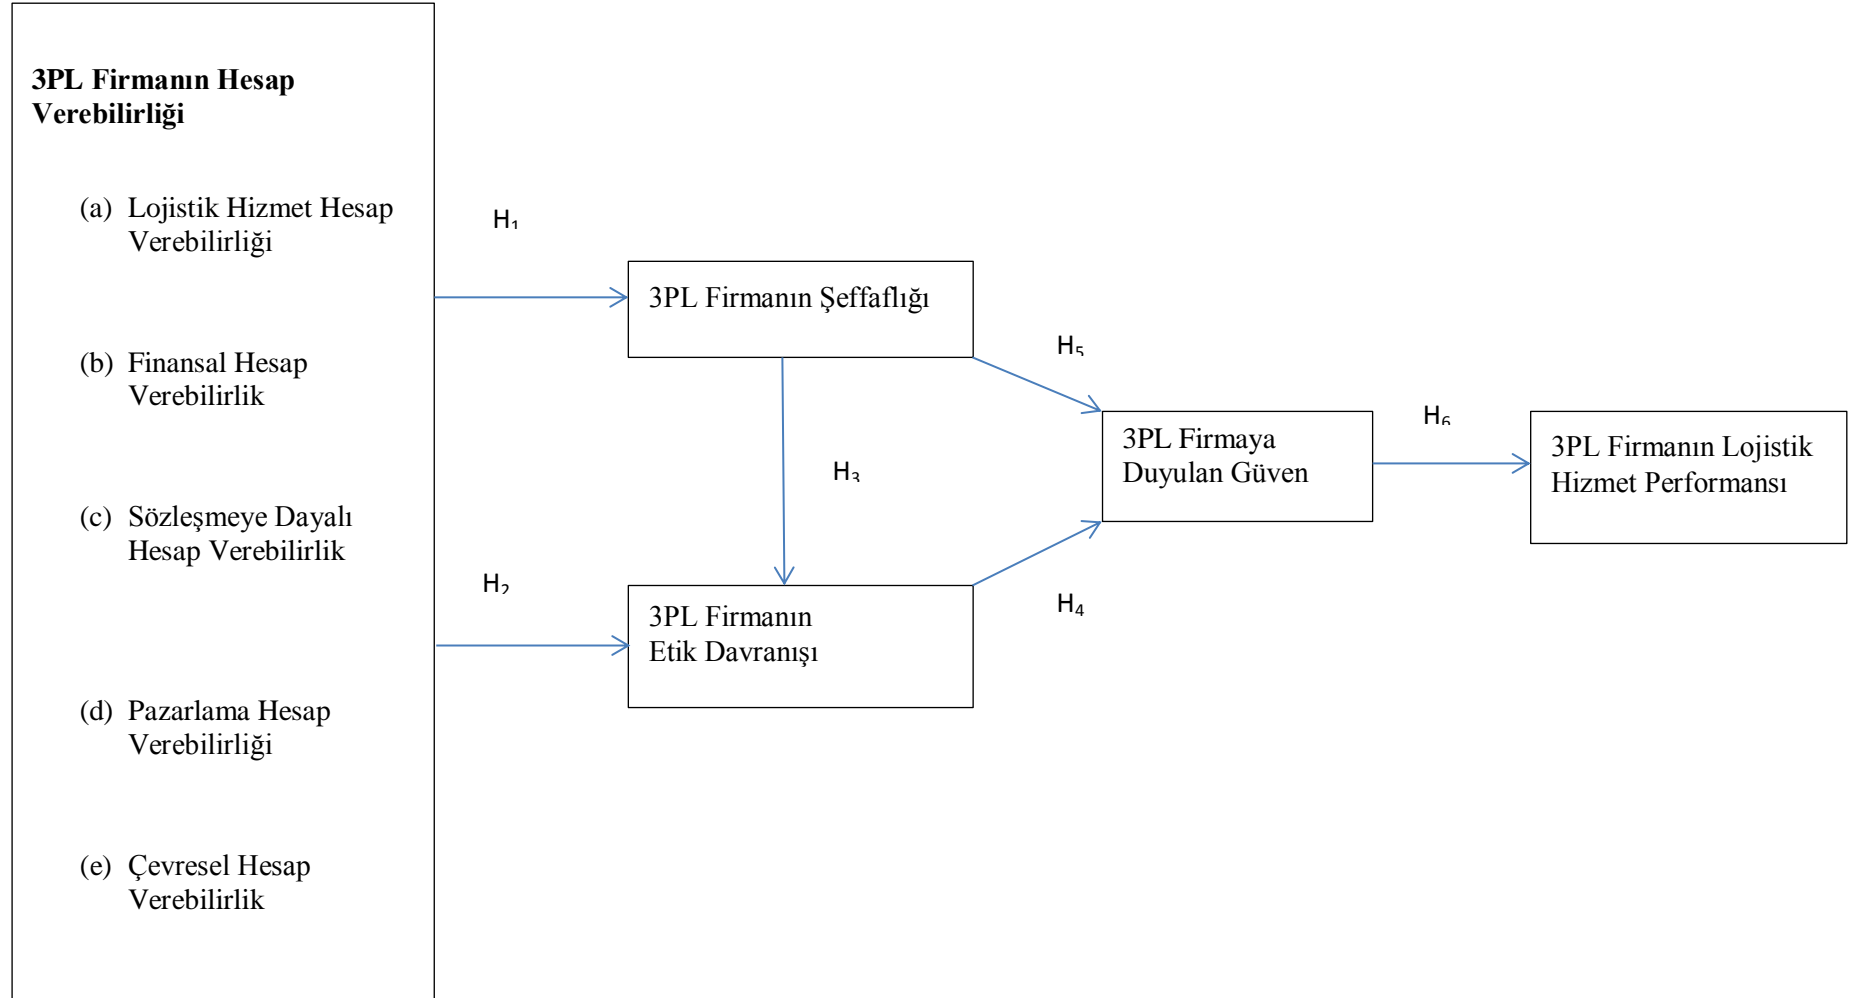 3PL Firmanın Hesap
Verebilirliği
(a) Lojistik Hizmet Hesap
Verebilirliği
(b) Finansal Hesap
Verebilirlik
(c) Sözleşmeye Dayalı
Hesap Verebilirlik
(d) Pazarlama Hesap
Verebilirliği
(e) Çevresel Hesap
Verebilirlik
H₁
H₂
3PL Firmanın Şeffaflığı
H₃
3PL Firmanın
Etik Davranışı
H₅
H₄
3PL Firmaya
Duyulan Güven
H₆
3PL Firmanın Lojistik
Hizmet Performansı